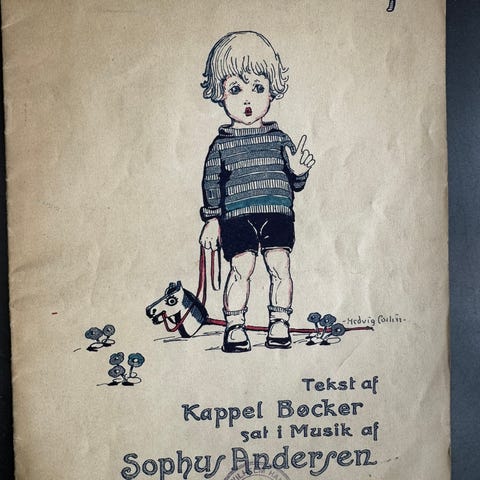 -Hedvig Collin-
Tekst af
Kappel Bøcker
sat i Musik af
Sophus Andersen